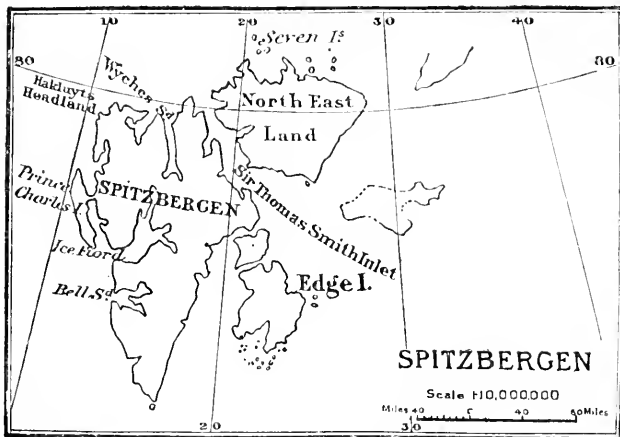 10 20 30 40
80 80
Seven Is
Wyches Sd
Hakluyts
Headland
North East
Land
Prince
Charles I.
SPITZBERGEN
Sir Thomas Smith Inlet
Ice Fiord
Edge I.
Bell Sd
SPITZBERGEN
Scale 1:10,000,000
Miles 40 0 40 80 Miles
20 30